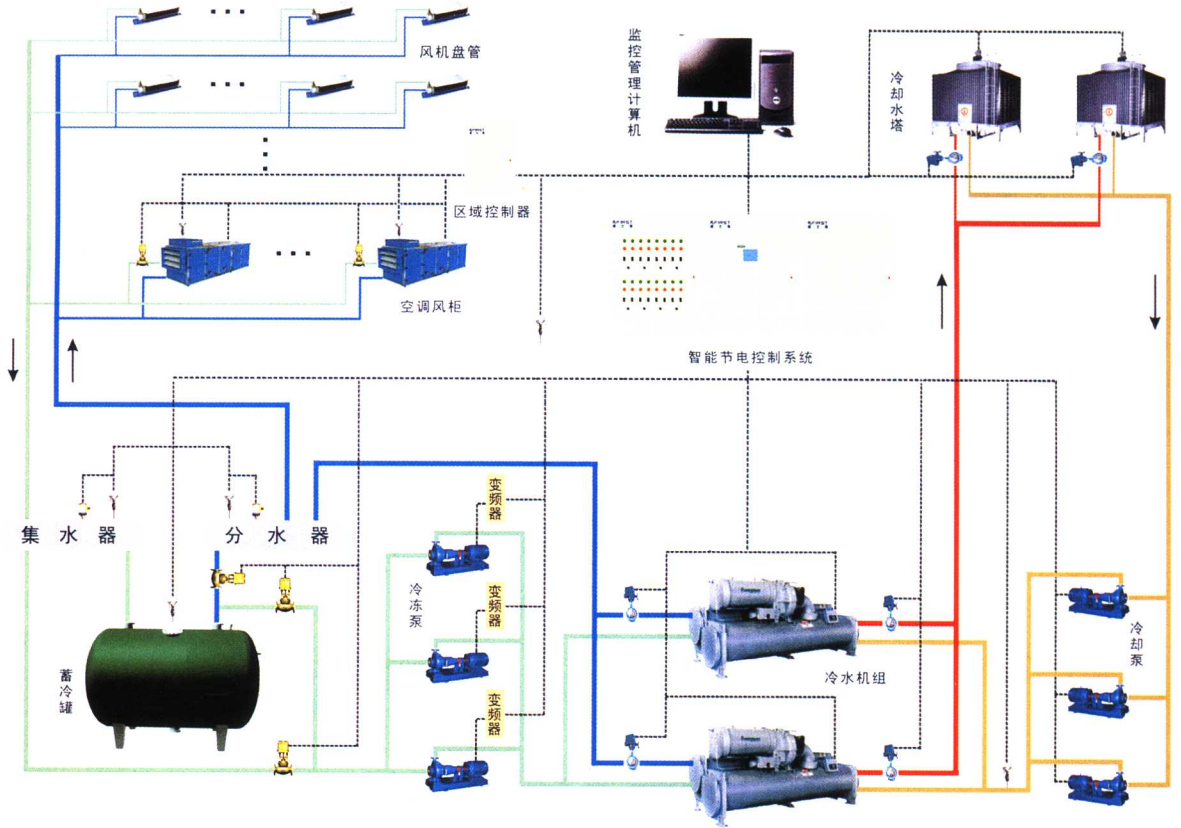 风机盘管
监控管理计算机
冷却水塔
区域控制器
空调风柜
智能节电控制系统
集水器
分水器
变频器
冷冻泵
变频器
变频器
蓄冷罐
冷水机组
冷却泵